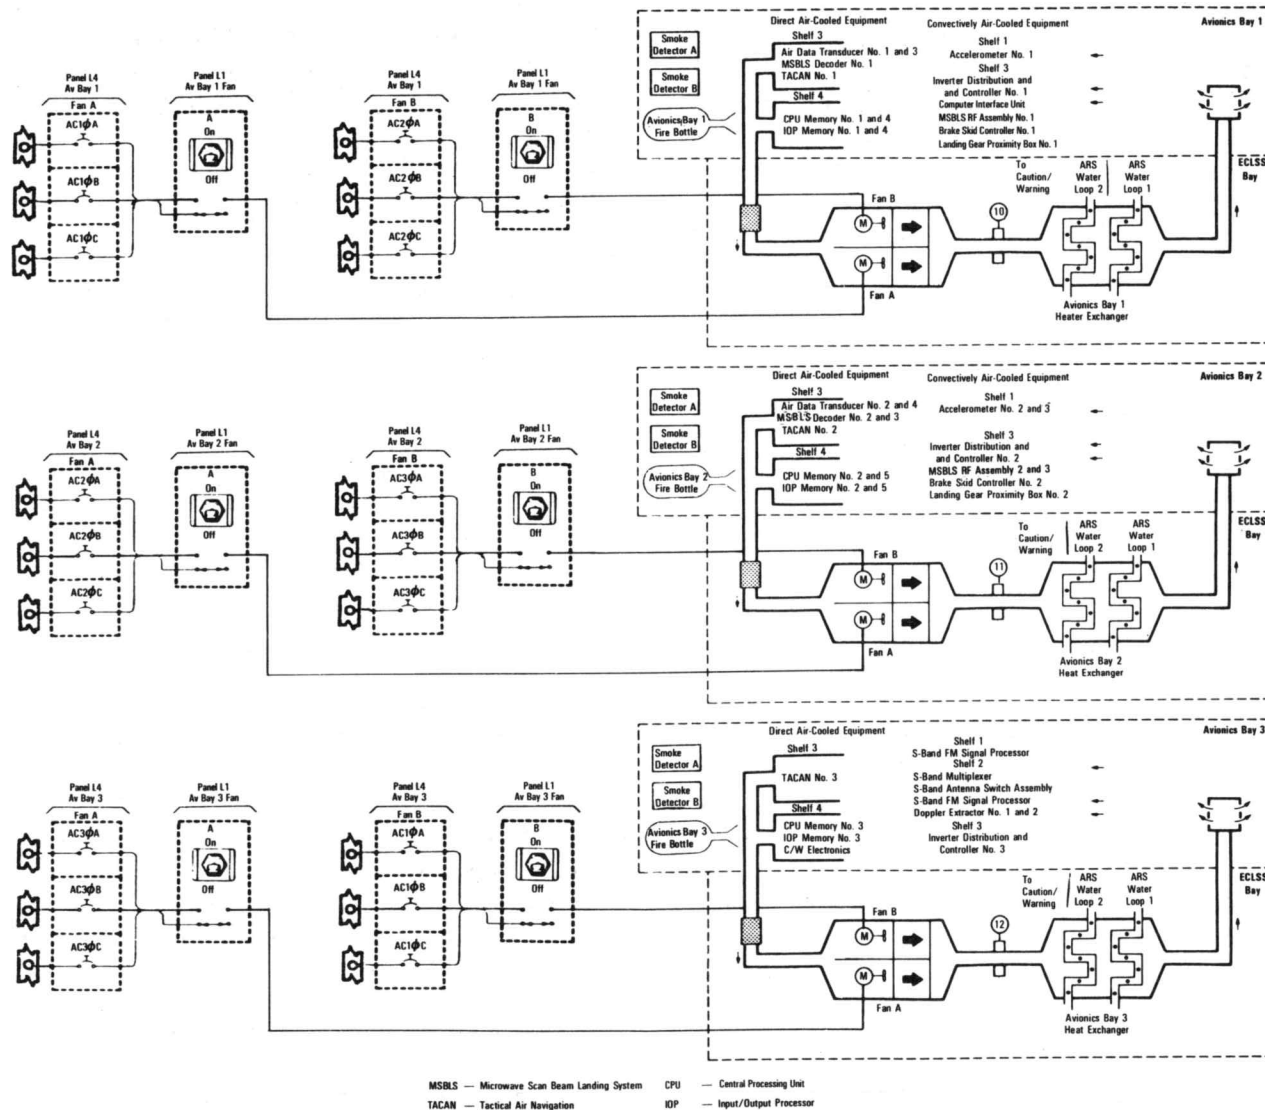 Panel L4
Av Bay 1
Fan A
AC1ϕA
AC1ϕB
AC1ϕC
Panel L1
Av Bay 1 Fan
A
On
Off
Panel L4
Av Bay 1
Fan B
AC2ϕA
AC2ϕB
AC2ϕC
Panel L1
Av Bay 1 Fan
B
On
Off
Avionics Bay 1
Smoke
Detector A
Smoke
Detector B
Avionics Bay 1
Fire Bottle
Direct Air-Cooled Equipment
Shelf 3
Air Data Transducer No. 1 and 3
MSBLS Decoder No. 1
TACAN No. 1
Shelf 4
CPU Memory No. 1 and 4
IOP Memory No. 1 and 4
Convectively Air-Cooled Equipment
Shelf 1
Accelerometer No. 1
Shelf 3
Inverter Distribution and
and Controller No. 1
Computer Interface Unit
MSBLS RF Assembly No. 1
Brake Skid Controller No. 1
Landing Gear Proximity Box No. 1
To
Caution/
Warning
ARS
Water
Loop 2
ARS
Water
Loop 1
ECLSS
Bay
Fan B
M
M
Fan A
10
Avionics Bay 1
Heater Exchanger
Panel L4
Av Bay 2
Fan A
AC2ϕA
AC2ϕB
AC2ϕC
Panel L1
Av Bay 2 Fan
A
On
Off
Panel L4
Av Bay 2
Fan B
AC3ϕA
AC3ϕB
AC3ϕC
Panel L1
Av Bay 2 Fan
B
On
Off
Avionics Bay 2
Smoke
Detector A
Smoke
Detector B
Avionics Bay 2
Fire Bottle
Direct Air-Cooled Equipment
Shelf 3
Air Data Transducer No. 2 and 4
MSBLS Decoder No. 2 and 3
TACAN No. 2
Shelf 4
CPU Memory No. 2 and 5
IOP Memory No. 2 and 5
Convectively Air-Cooled Equipment
Shelf 1
Accelerometer No. 2 and 3
Shelf 3
Inverter Distribution and
and Controller No. 2
MSBLS RF Assembly 2 and 3
Brake Skid Controller No. 2
Landing Gear Proximity Box No. 2
To
Caution/
Warning
ARS
Water
Loop 2
ARS
Water
Loop 1
ECLSS
Bay
Fan B
M
M
Fan A
11
Avionics Bay 2
Heat Exchanger
Panel L4
Av Bay 3
Fan A
AC3ϕA
AC3ϕB
AC3ϕC
Panel L1
Av Bay 3 Fan
A
On
Off
Panel L4
Av Bay 3
Fan B
AC1ϕA
AC1ϕB
AC1ϕC
Panel L1
Av Bay 3 Fan
B
On
Off
Avionics Bay 3
Smoke
Detector A
Smoke
Detector B
Avionics Bay 3
Fire Bottle
Direct Air-Cooled Equipment
Shelf 3
TACAN No. 3
Shelf 4
CPU Memory No. 3
IOP Memory No. 3
C/W Electronics
Shelf 1
S-Band FM Signal Processor
Shelf 2
S-Band Multiplexer
S-Band Antenna Switch Assembly
S-Band FM Signal Processor
Doppler Extractor No. 1 and 2
Shelf 3
Inverter Distribution and
Controller No. 3
To
Caution/
Warning
ARS
Water
Loop 2
ARS
Water
Loop 1
ECLSS
Bay
Fan B
M
M
Fan A
12
Avionics Bay 3
Heat Exchanger
MSBLS — Microwave Scan Beam Landing System
CPU — Central Processing Unit
TACAN — Tactical Air Navigation
IOP — Input/Output Processor